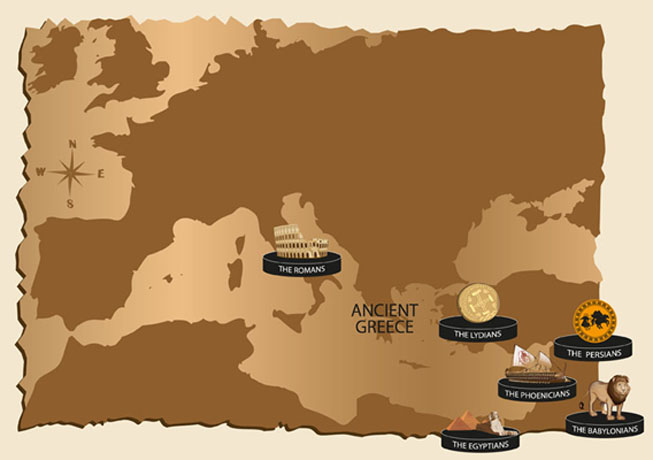 N
W E
S
THE ROMANS
ANCIENT
GREECE
THE LYDIANS
THE PERSIANS
THE PHOENICIANS
THE BABYLONIANS
THE EGYPTIANS